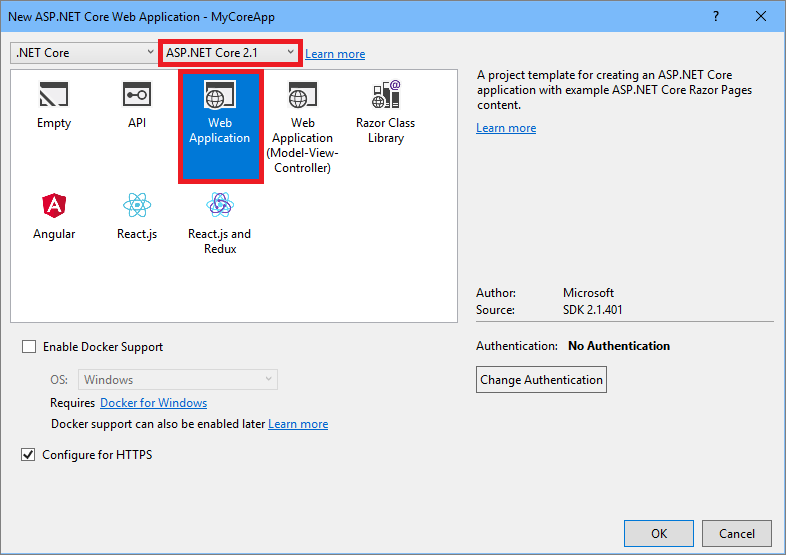 New ASP.NET Core Web Application - MyCoreApp
? 
.NET Core
ASP.NET Core 2.1
Learn more
Empty
API
Web
Application
Web
Application
(Model-View-
Controller)
Razor Class
Library
Angular
React.js
React.js and
Redux
A project template for creating an ASP.NET Core
application with example ASP.NET Core Razor Pages
content.
Learn more
Author: Microsoft
Source: SDK 2.1.401
Authentication: No Authentication
Change Authentication
Enable Docker Support
OS: Windows
Requires Docker for Windows
Docker support can also be enabled later Learn more
Configure for HTTPS
OK
Cancel